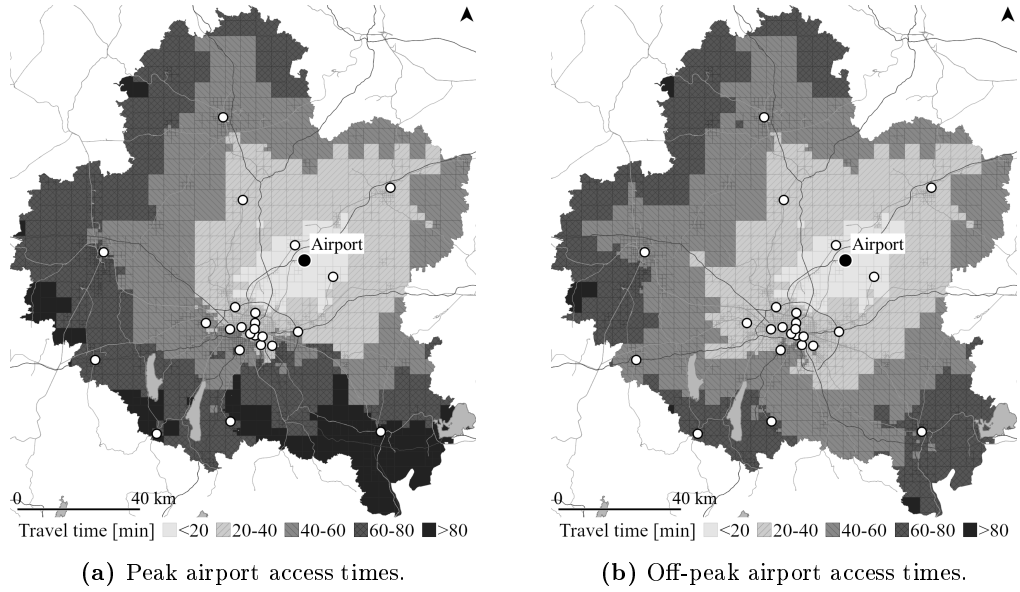 Airport
0 40 km
Travel time [min] <20 20-40 40-60 60-80 >80
(a) Peak airport access times.
Airport
40 km
Travel time [min] <20 20-40 40-60 60-80 >80
(b) Off-peak airport access times.